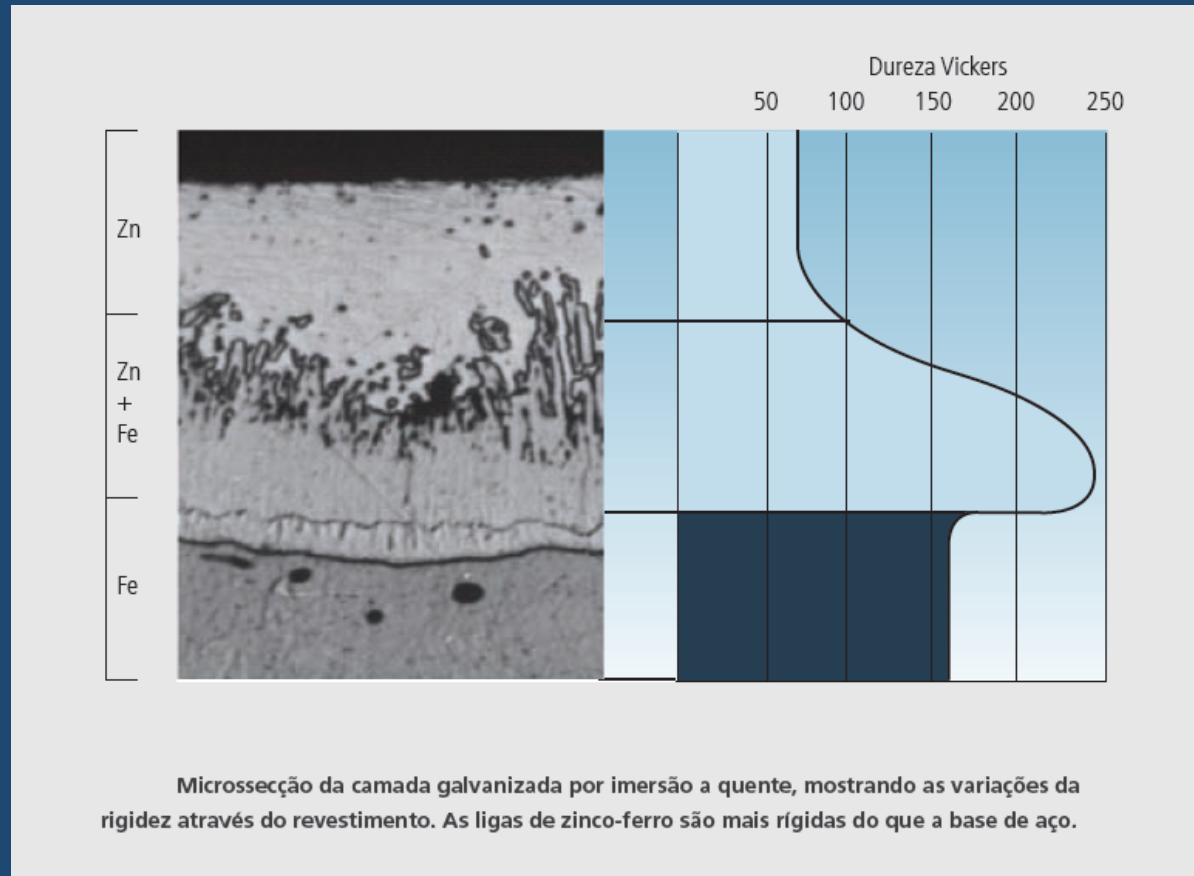 Dureza Vickers
50 100 150 200 250
Zn
Zn
+
Fe
Fe
Microssecção da camada galvanizada por imersão a quente, mostrando as variações da
rigidez através do revestimento. As ligas de zinco-ferro são mais rígidas do que a base de aço.